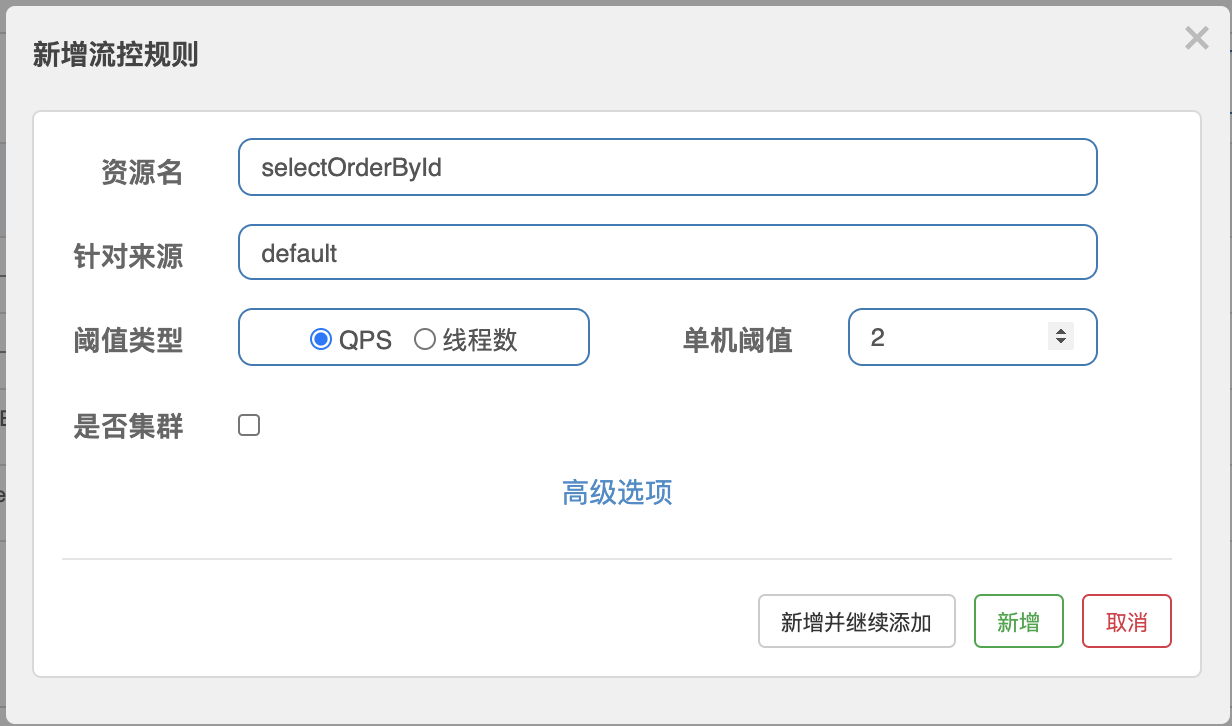 新增流控规则
资源名 selectOrderById
针对来源 default
阈值类型 QPS 线程数 单机阈值 2
是否集群
高级选项
新增并继续添加 新增 取消